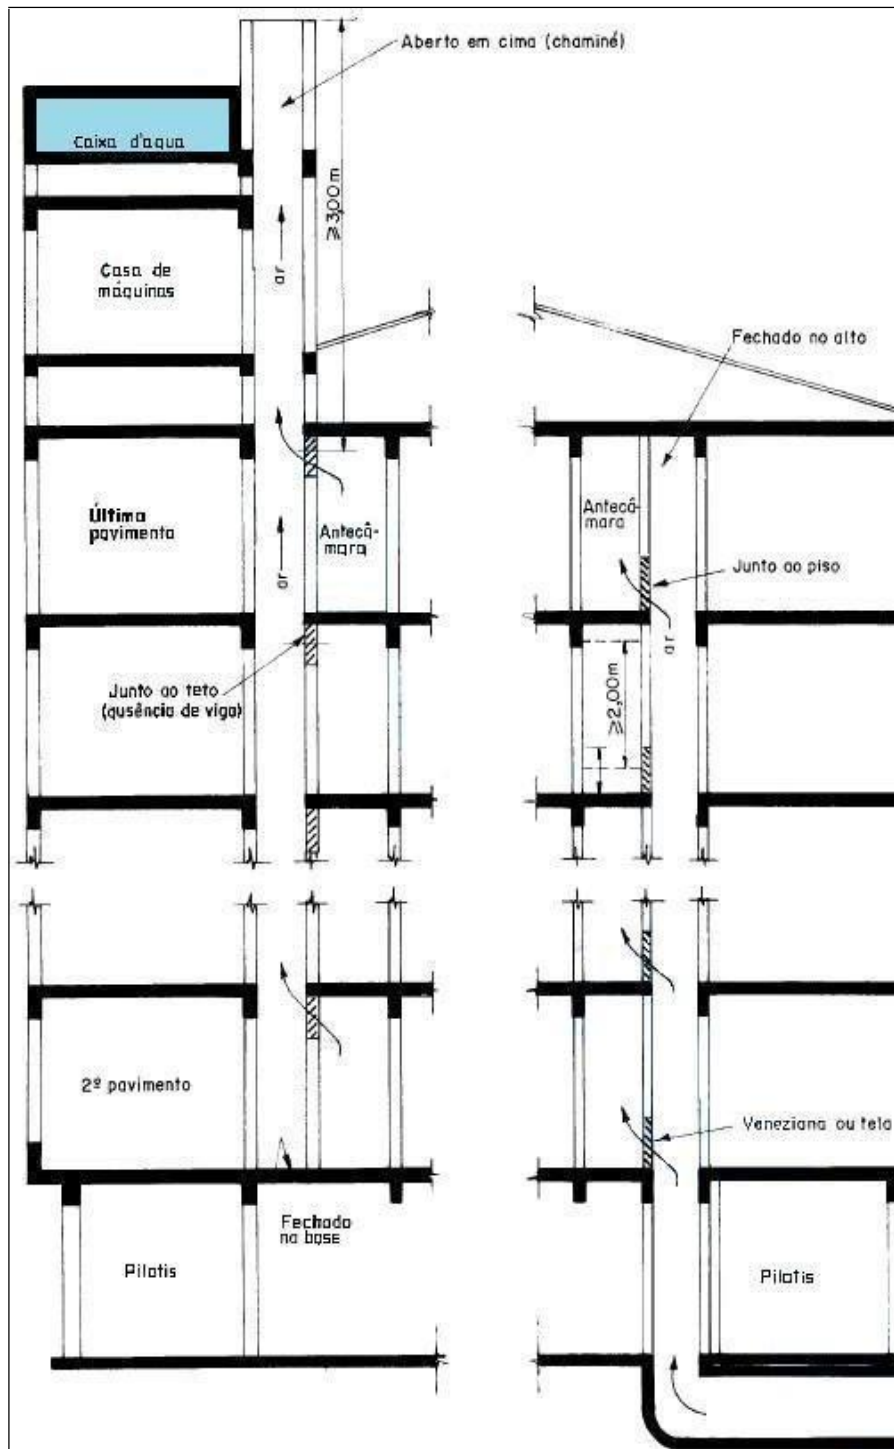 Aberto em cima (chaminé)
Caixa d'agua
≥3,00m
ar
Casa de
máquinas
Fechado no alto
Última
pavimento
ar
Antecâ-
mara
Antecâ-
mara
Junto ao piso
ar
Junto ao teto
(ausência de viga)
≥2,00m
2º pavimento
Veneziana ou tela
Fechado
na base
Pilotis
Pilotis